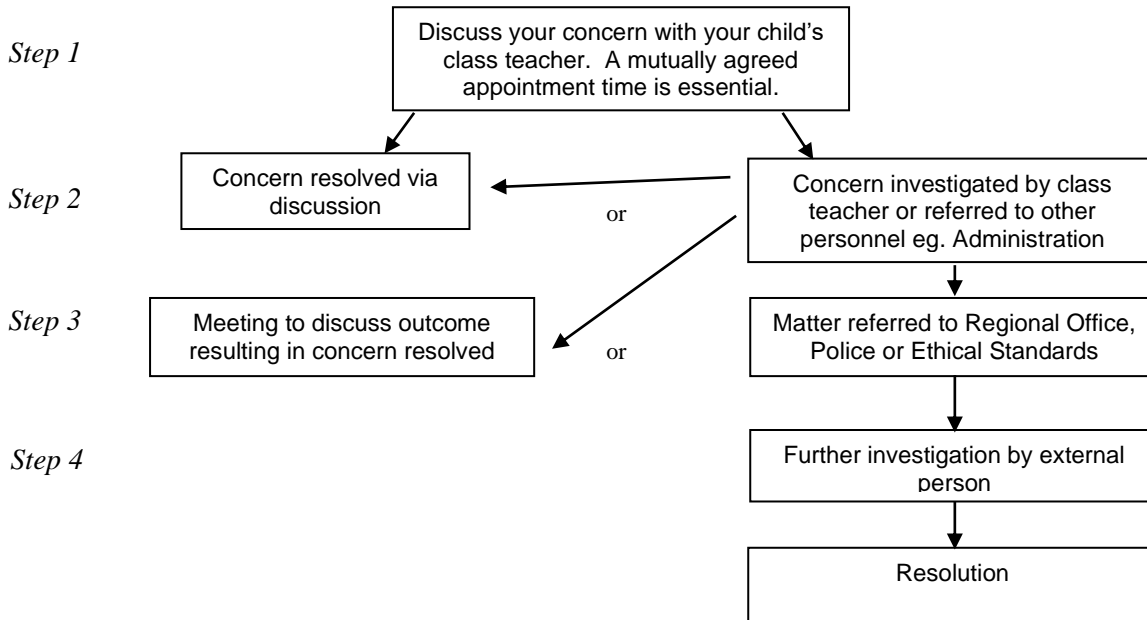 Step 1
Discuss your concern with your child’s
class teacher.  A mutually agreed
appointment time is essential.
Step 2
Concern resolved via
discussion
or
Concern investigated by class
teacher or referred to other
personnel eg. Administration
Step 3
Meeting to discuss outcome
resulting in concern resolved
or
Matter referred to Regional Office,
Police or Ethical Standards
Step 4
Further investigation by external
person
Resolution